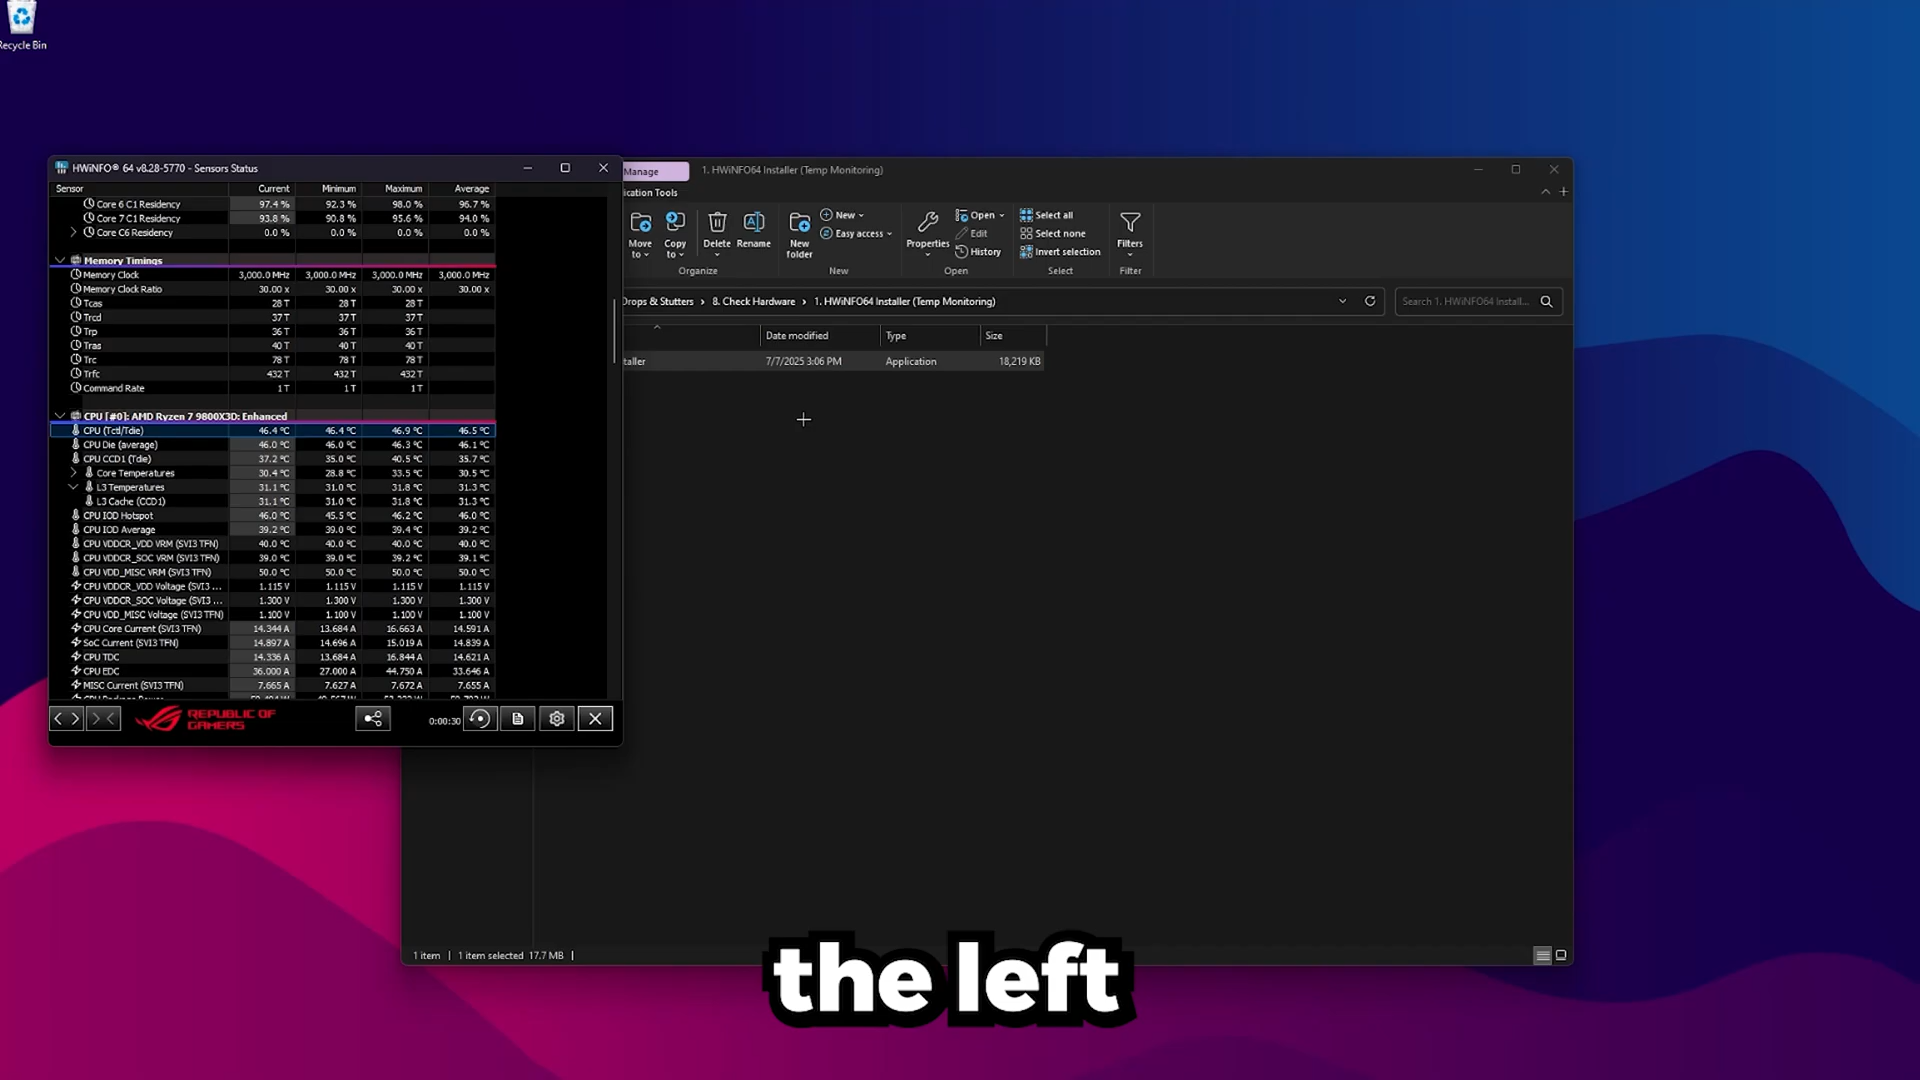 Recycle Bin
HWiNFO® 64 v8.28-5770 - Sensors Status
Sensor Current Minimum Maximum Average
Core 6 C1 Residency 97.4 % 92.3 % 98.0 % 96.7 %
Core 7 C1 Residency 93.8 % 90.8 % 95.6 % 94.0 %
Core C6 Residency 0.0 % 0.0 % 0.0 % 0.0 %
Memory Timings
Memory Clock 3,000.0 MHz 3,000.0 MHz 3,000.0 MHz 3,000.0 MHz
Memory Clock Ratio 30.00 x 30.00 x 30.00 x 30.00 x
Tcas 28 T 28 T 28 T
Trcd 37 T 37 T 37 T
Trp 36 T 36 T 36 T
Tras 40 T 40 T 40 T
Trc 78 T 78 T 78 T
Trfc 432 T 432 T 432 T
Command Rate 1 T 1 T 1 T
CPU [#0]: AMD Ryzen 7 9800X3D: Enhanced
CPU (Tctl/Tdie) 46.4 °C 46.4 °C 46.9 °C 46.5 °C
CPU Die (average) 46.0 °C 46.0 °C 46.3 °C 46.1 °C
CPU CCD1 (Tdie) 37.2 °C 35.0 °C 40.5 °C 35.7 °C
Core Temperatures 30.4 °C 28.8 °C 33.5 °C 30.5 °C
L3 Temperatures 31.1 °C 31.0 °C 31.8 °C 31.3 °C
L3 Cache (CCD1) 31.1 °C 31.0 °C 31.8 °C 31.3 °C
CPU IOD Hotspot 46.0 °C 45.5 °C 46.2 °C 46.0 °C
CPU IOD Average 39.2 °C 39.0 °C 39.4 °C 39.2 °C
CPU VDDCR_VDD VRM (SVI3 TFN) 40.0 °C 40.0 °C 40.0 °C 40.0 °C
CPU VDDCR_SOC VRM (SVI3 TFN) 39.0 °C 39.0 °C 39.2 °C 39.1 °C
CPU VDD_MISC VRM (SVI3 TFN) 50.0 °C 50.0 °C 50.0 °C 50.0 °C
CPU VDDCR_VDD Voltage (SVI3 ... 1.115 V 1.115 V 1.115 V 1.115 V
CPU VDDCR_SOC Voltage (SVI3 ... 1.300 V 1.300 V 1.300 V 1.300 V
CPU VDD_MISC Voltage (SVI3 TFN) 1.100 V 1.100 V 1.100 V 1.100 V
CPU Core Current (SVI3 TFN) 14.344 A 13.684 A 16.663 A 14.591 A
SoC Current (SVI3 TFN) 14.897 A 14.696 A 15.019 A 14.839 A
CPU TDC 14.336 A 13.684 A 16.844 A 14.621 A
CPU EDC 36.000 A 27.000 A 44.750 A 33.646 A
MISC Current (SVI3 TFN) 7.665 A 7.627 A 7.672 A 7.655 A
REPUBLIC OF
GAMERS
0:00:30
Manage
1. HWiNFO64 Installer (Temp Monitoring)
ication Tools
Move to
Copy to
Delete
Rename
New folder
New
Easy access
Properties
Open
Edit
History
Select all
Select none
Invert selection
Filters
Organize New Open Select Filter
Drops & Stutters > 8. Check Hardware > 1. HWiNFO64 Installer (Temp Monitoring)
Search 1. HWiNFO64 Install...
Date modified Type Size
taller 7/7/2025 3:06 PM Application 18,219 KB
1 item 1 item selected 17.7 MB
the left